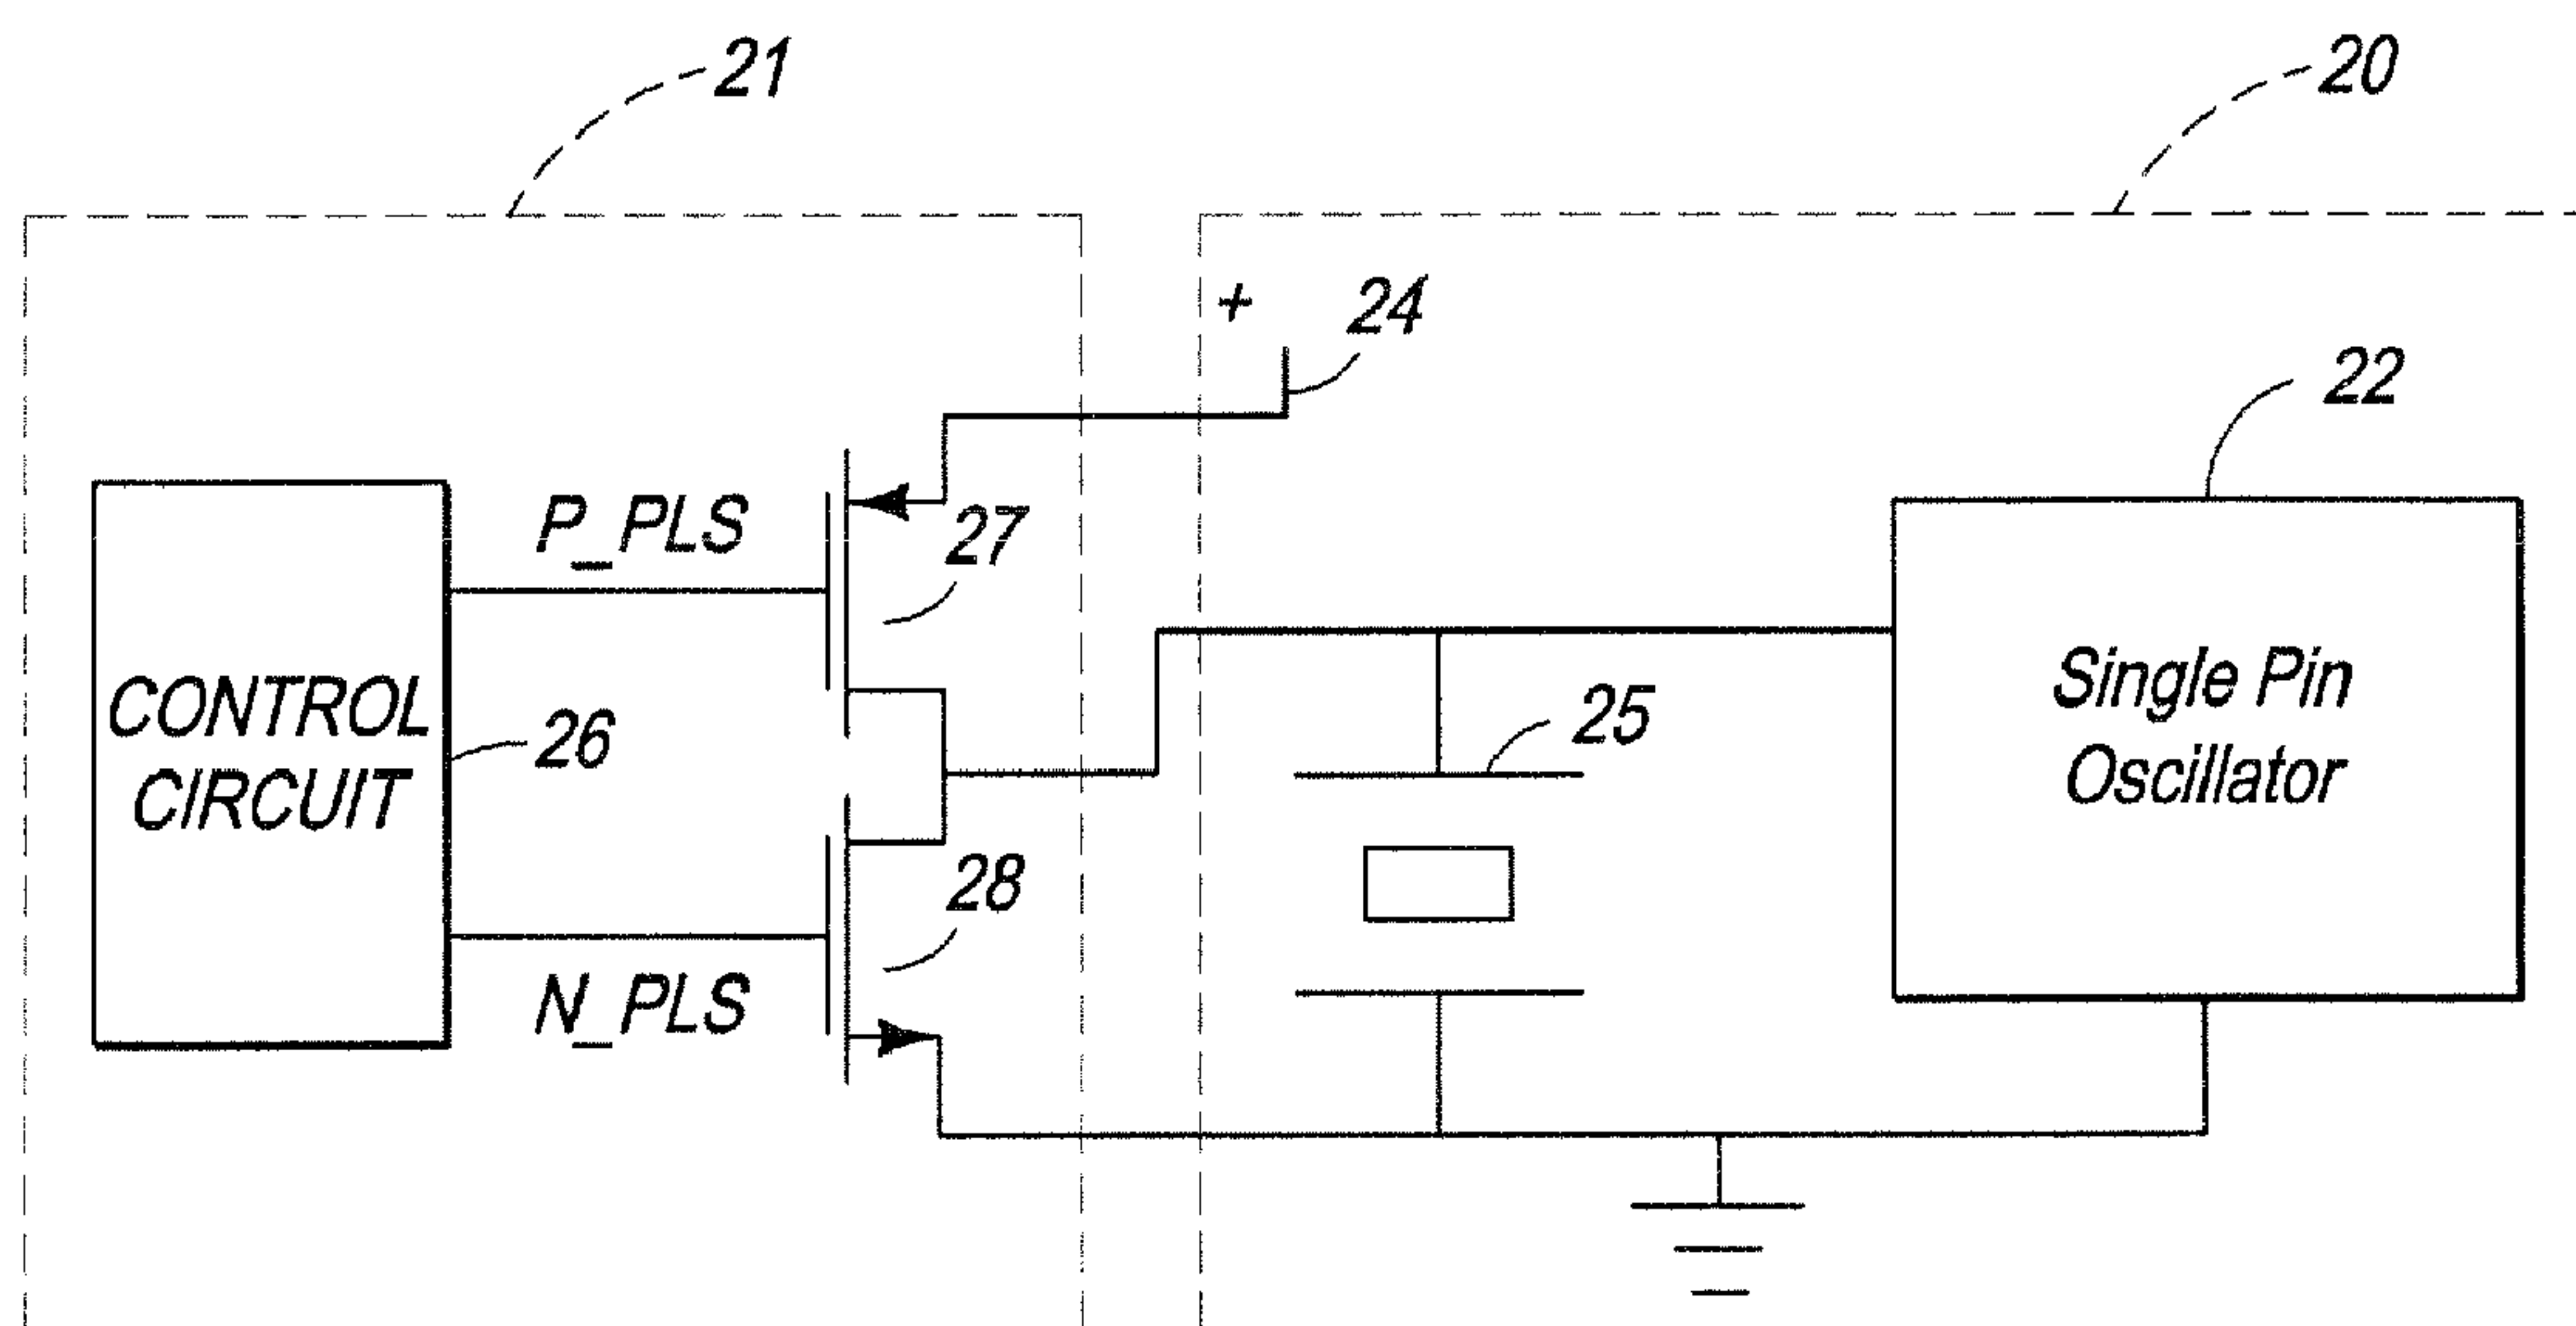 21
20
+
24
22
P_PLS
27
CONTROL
CIRCUIT
26
25
Single Pin
Oscillator
28
N_PLS